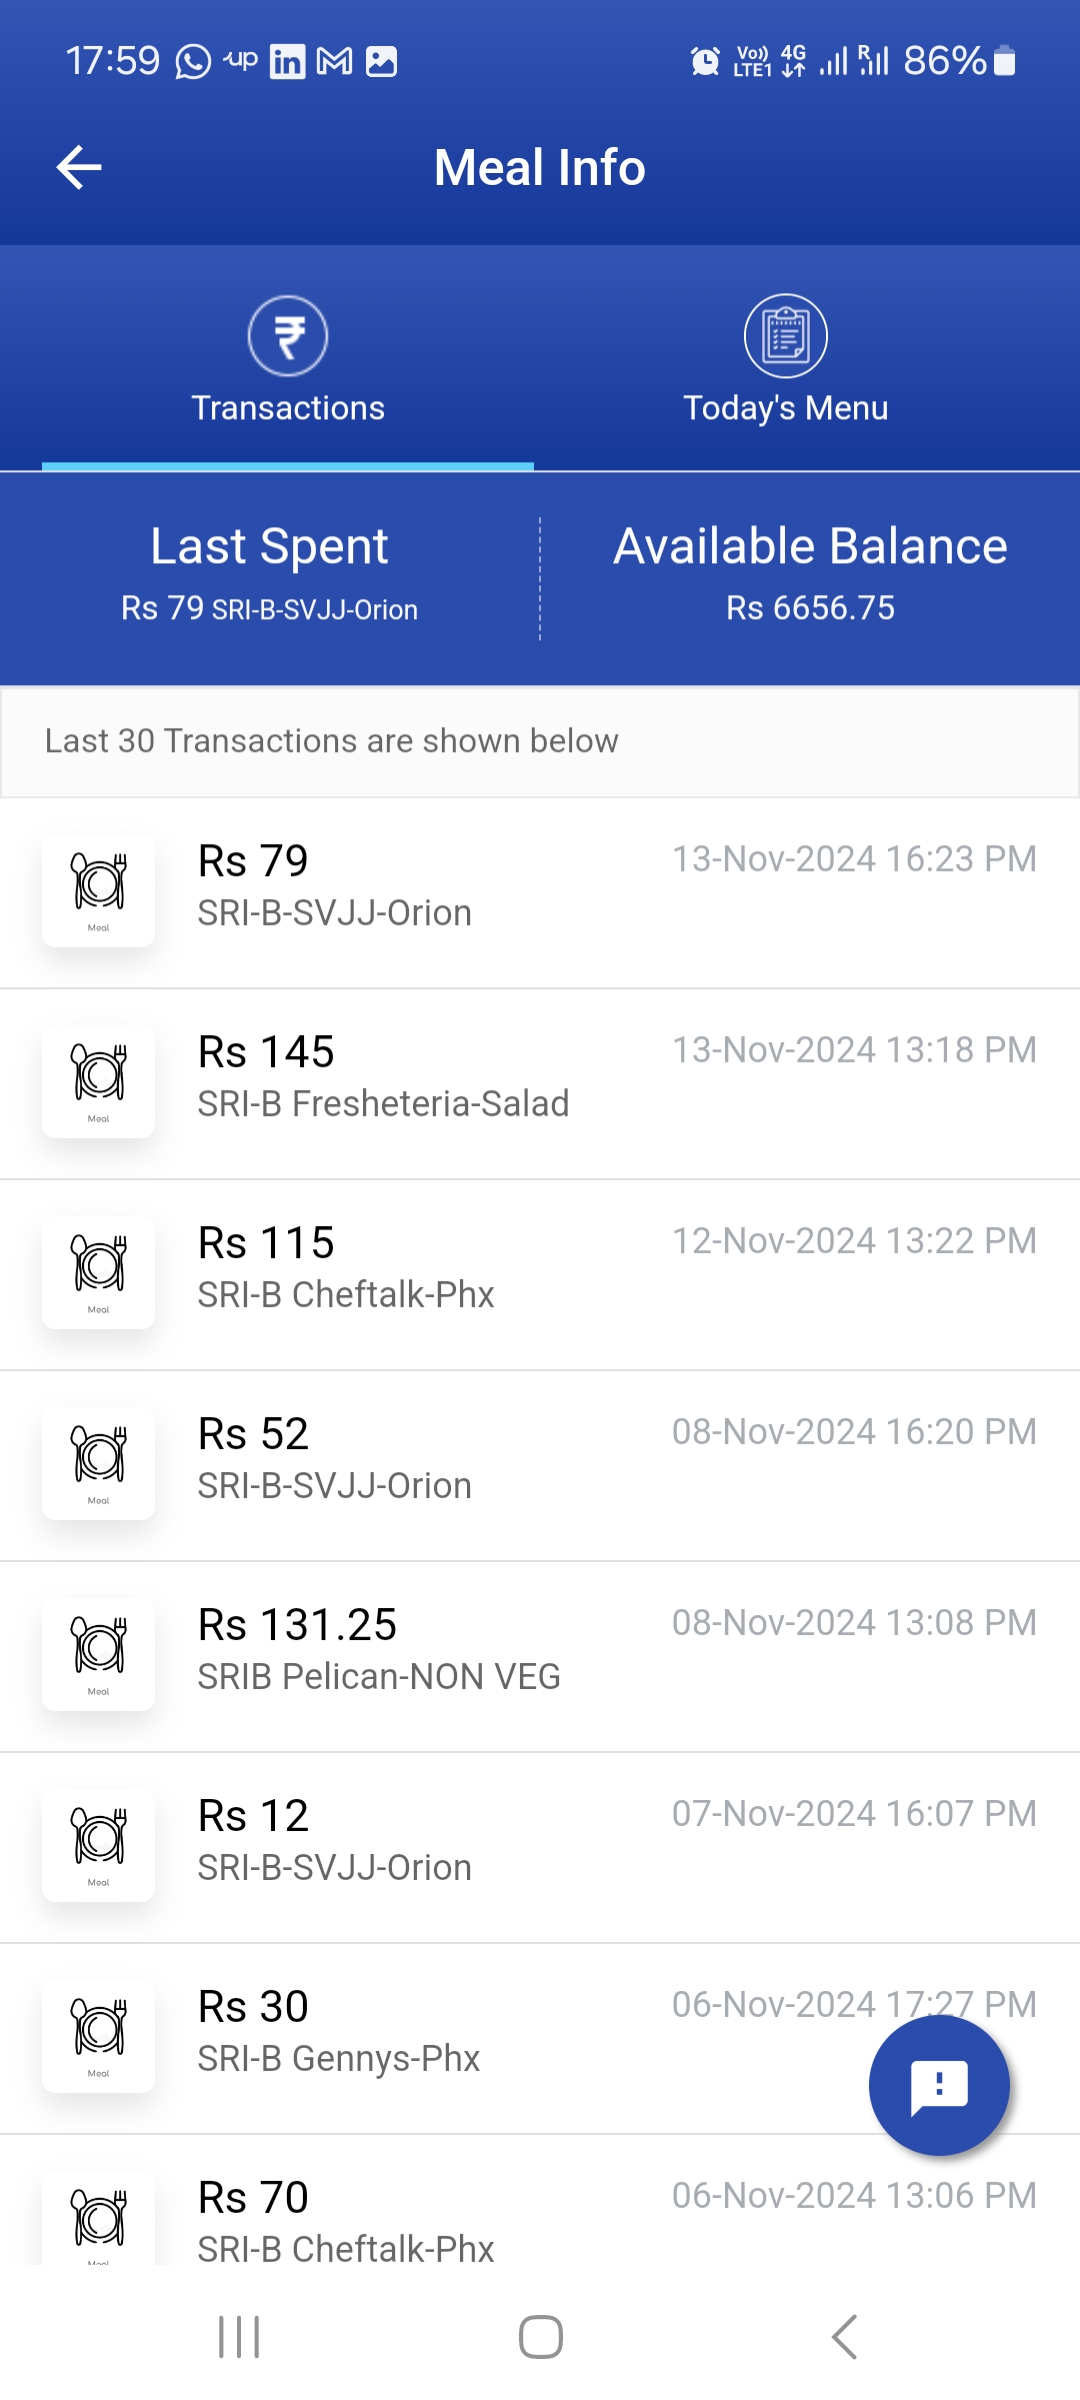 17:59 up in Vo)) LTE1 4G R 86%
Meal Info
₹
Transactions
Today's Menu
Last Spent
Rs 79 SRI-B-SVJJ-Orion
Available Balance
Rs 6656.75
Last 30 Transactions are shown below
Rs 79
13-Nov-2024 16:23 PM
SRI-B-SVJJ-Orion
Meal
Rs 145
13-Nov-2024 13:18 PM
SRI-B Fresheteria-Salad
Meal
Rs 115
12-Nov-2024 13:22 PM
SRI-B Cheftalk-Phx
Meal
Rs 52
08-Nov-2024 16:20 PM
SRI-B-SVJJ-Orion
Meal
Rs 131.25
08-Nov-2024 13:08 PM
SRIB Pelican-NON VEG
Meal
Rs 12
07-Nov-2024 16:07 PM
SRI-B-SVJJ-Orion
Meal
Rs 30
06-Nov-2024 17:27 PM
SRI-B Gennys-Phx
Meal
Rs 70
06-Nov-2024 13:06 PM
SRI-B Cheftalk-Phx
Meal